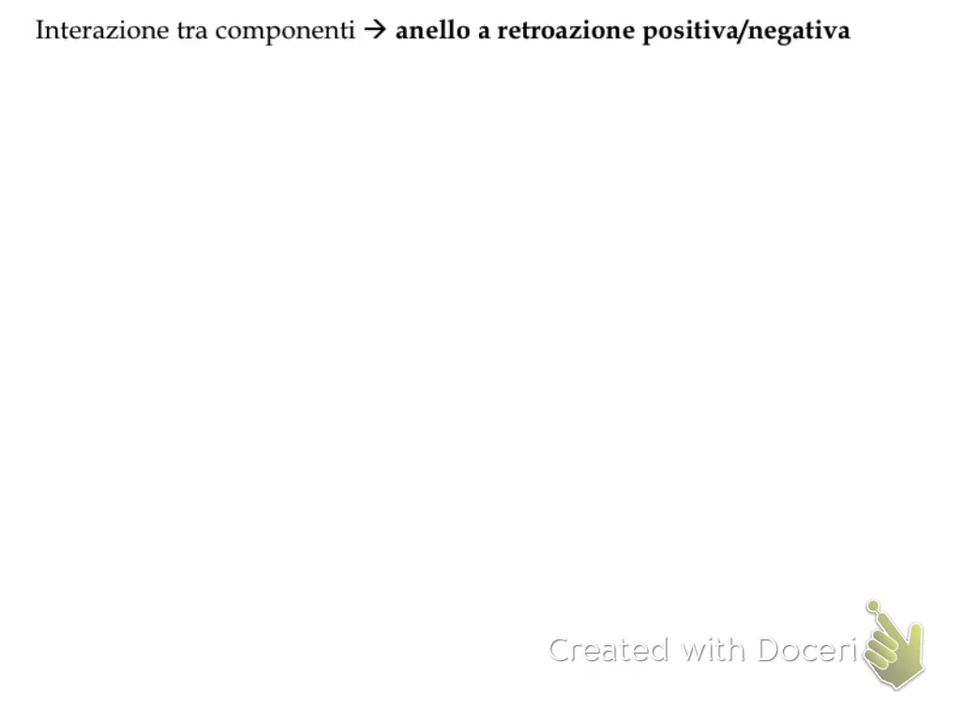 Interazione tra componenti → anello a retroazione positiva/negativa
Created with Doceri